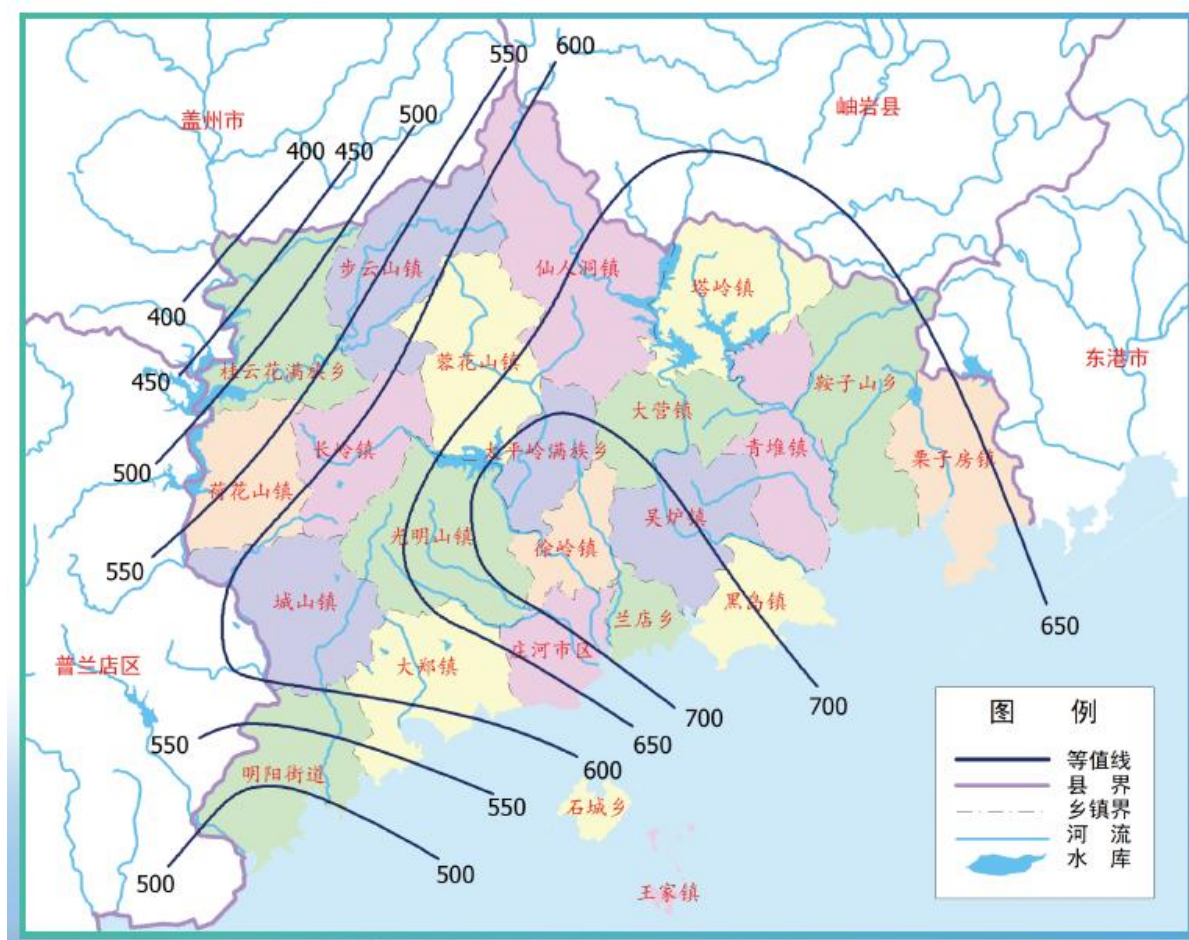 550
600
500
400
450
盖州市
岫岩县
步云山镇
仙人洞镇
塔岭镇
400
450
桂云花满族乡
蓉花山镇
鞍子山乡
东港市
大营镇
500
长岭镇
太平岭满族乡
青堆镇
栗子房镇
荷花山镇
吴炉镇
550
光明山镇
徐岭镇
城山镇
兰店乡
黑岛镇
650
普兰店区
大郑镇
庄河市区
700
700
650
550
600
明阳街道
550
石城乡
500
500
王家镇
图 例
等值线
县 界
乡镇界
河 流
水 库